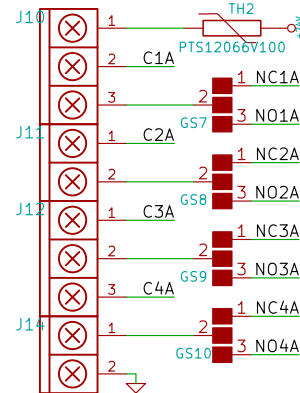 J10
TH2
1
PTS12066V100
2
C1A
1
NC1A
3
2
GS7
3
NO1A
J11
1
C2A
1
NC2A
2
2
GS8
3
NO2A
J12
1
C3A
1
NC3A
2
2
GS9
3
NO3A
3
C4A
1
NC4A
J14
1
2
GS10
3
NO4A
2